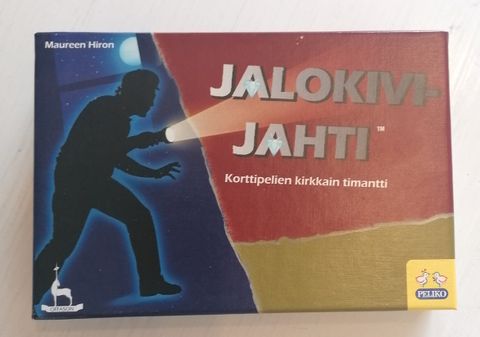 Maureen Hiron
JALOKIVI-
JAHTI™
Korttipelien kirkkain timantti
PELIKO